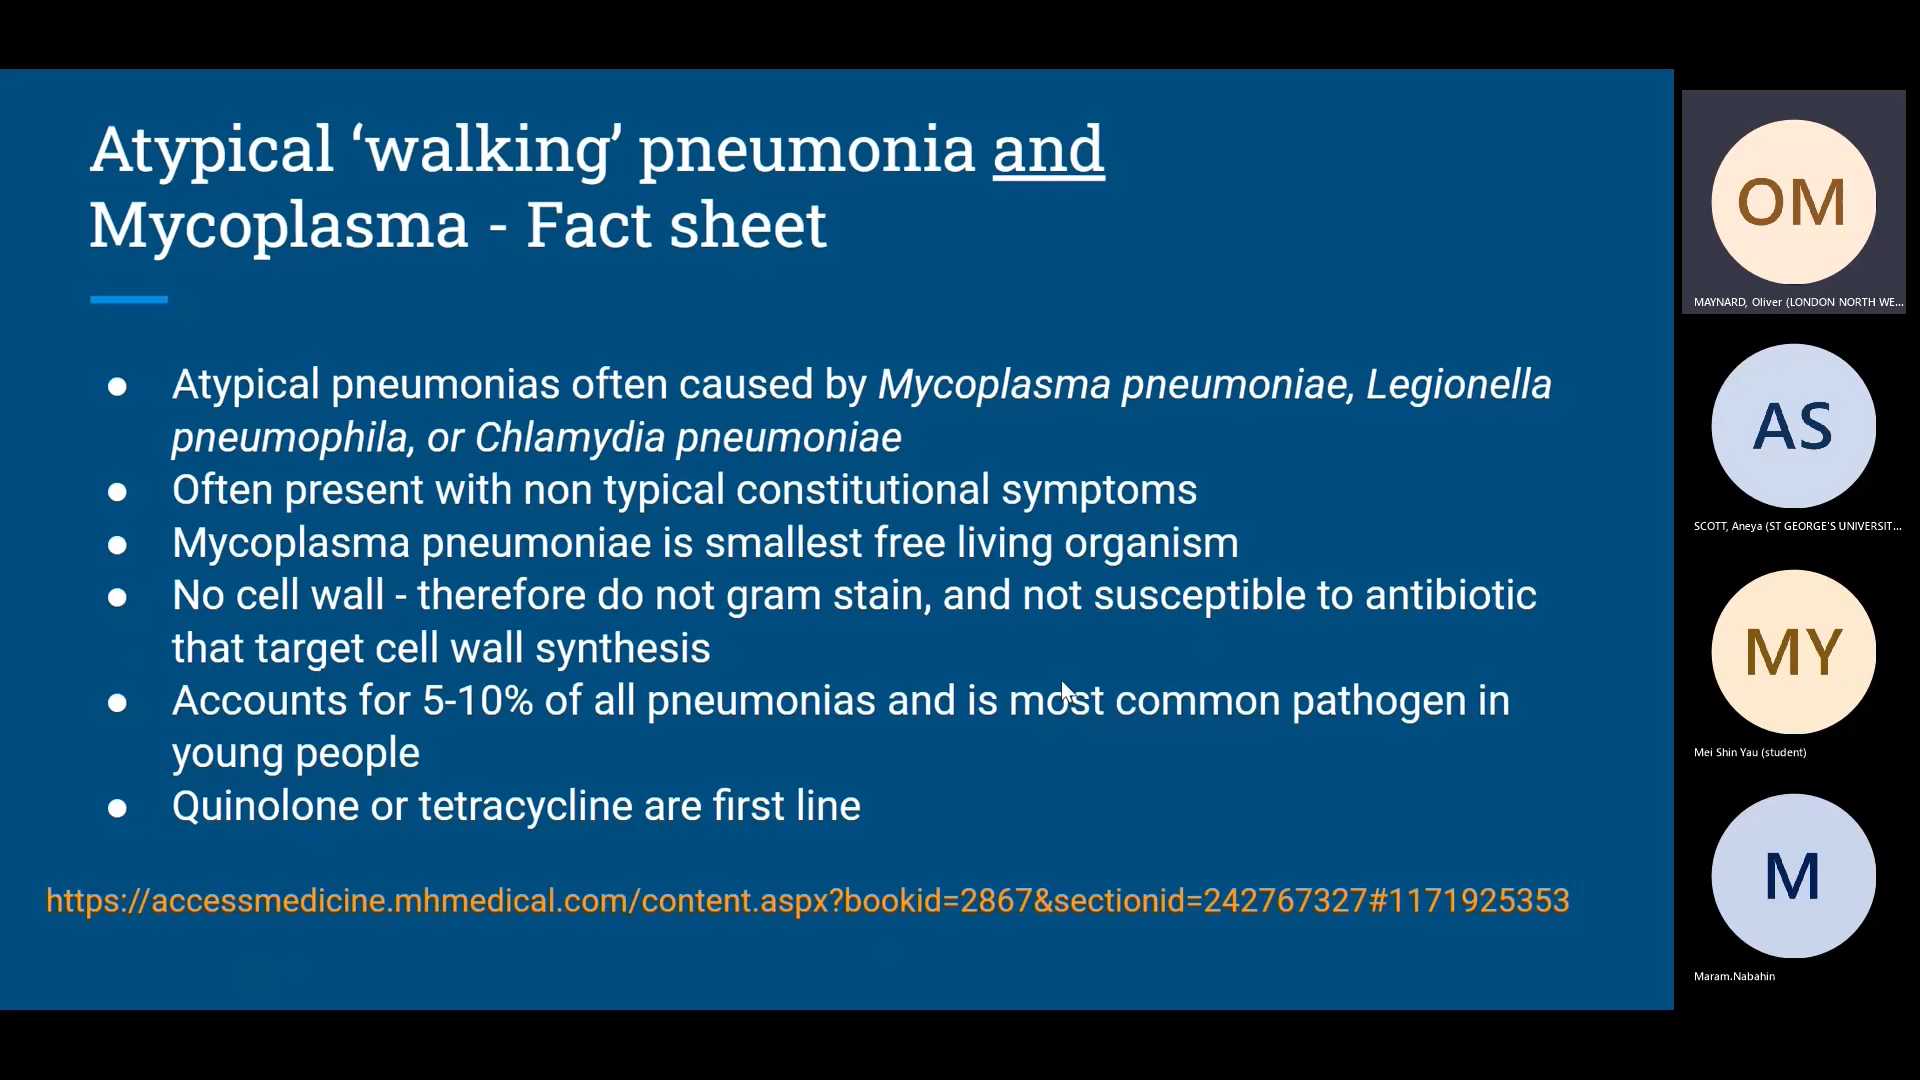 Atypical ‘walking’ pneumonia and
Mycoplasma - Fact sheet
● Atypical pneumonias often caused by Mycoplasma pneumoniae, Legionella
pneumophila, or Chlamydia pneumoniae
● Often present with non typical constitutional symptoms
● Mycoplasma pneumoniae is smallest free living organism
● No cell wall - therefore do not gram stain, and not susceptible to antibiotic
that target cell wall synthesis
● Accounts for 5-10% of all pneumonias and is most common pathogen in
young people
● Quinolone or tetracycline are first line
https://accessmedicine.mhmedical.com/content.aspx?bookid=2867&sectionid=242767327#1171925353
OM
MAYNARD, Oliver (LONDON NORTH WE...
AS
SCOTT, Aneya (ST GEORGE'S UNIVERSIT...
MY
Mei Shin Yau (student)
M
Maram.Nabahin